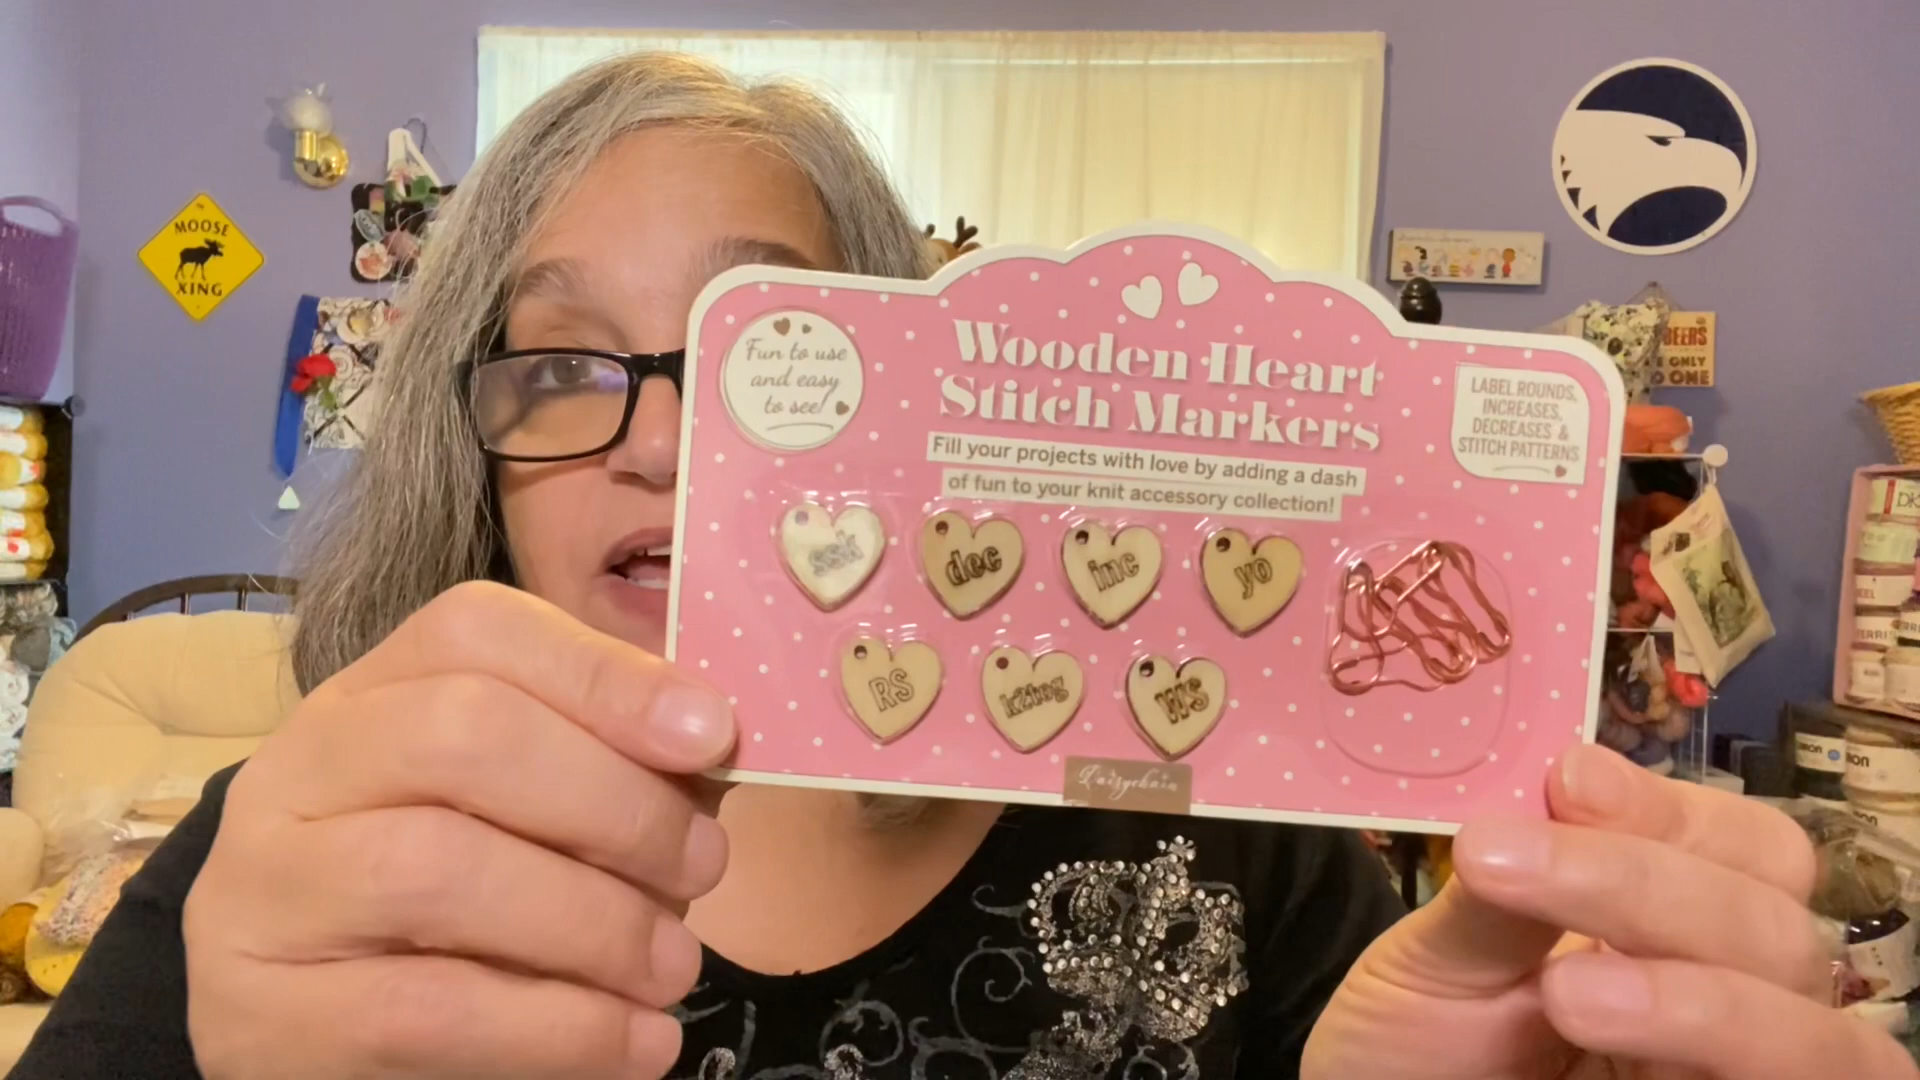 MOOSE
XING
Fun to use
and easy
to see!
Wooden Heart
Stitch Markers
Fill your projects with love by adding a dash
of fun to your knit accessory collection!
LABEL ROUNDS,
INCREASES,
DECREASES &
STITCH PATTERNS
ssk
dec
inc
yo
RS
k2tog
WS
Daisychain
BEERS
ONLY
ONE
DK